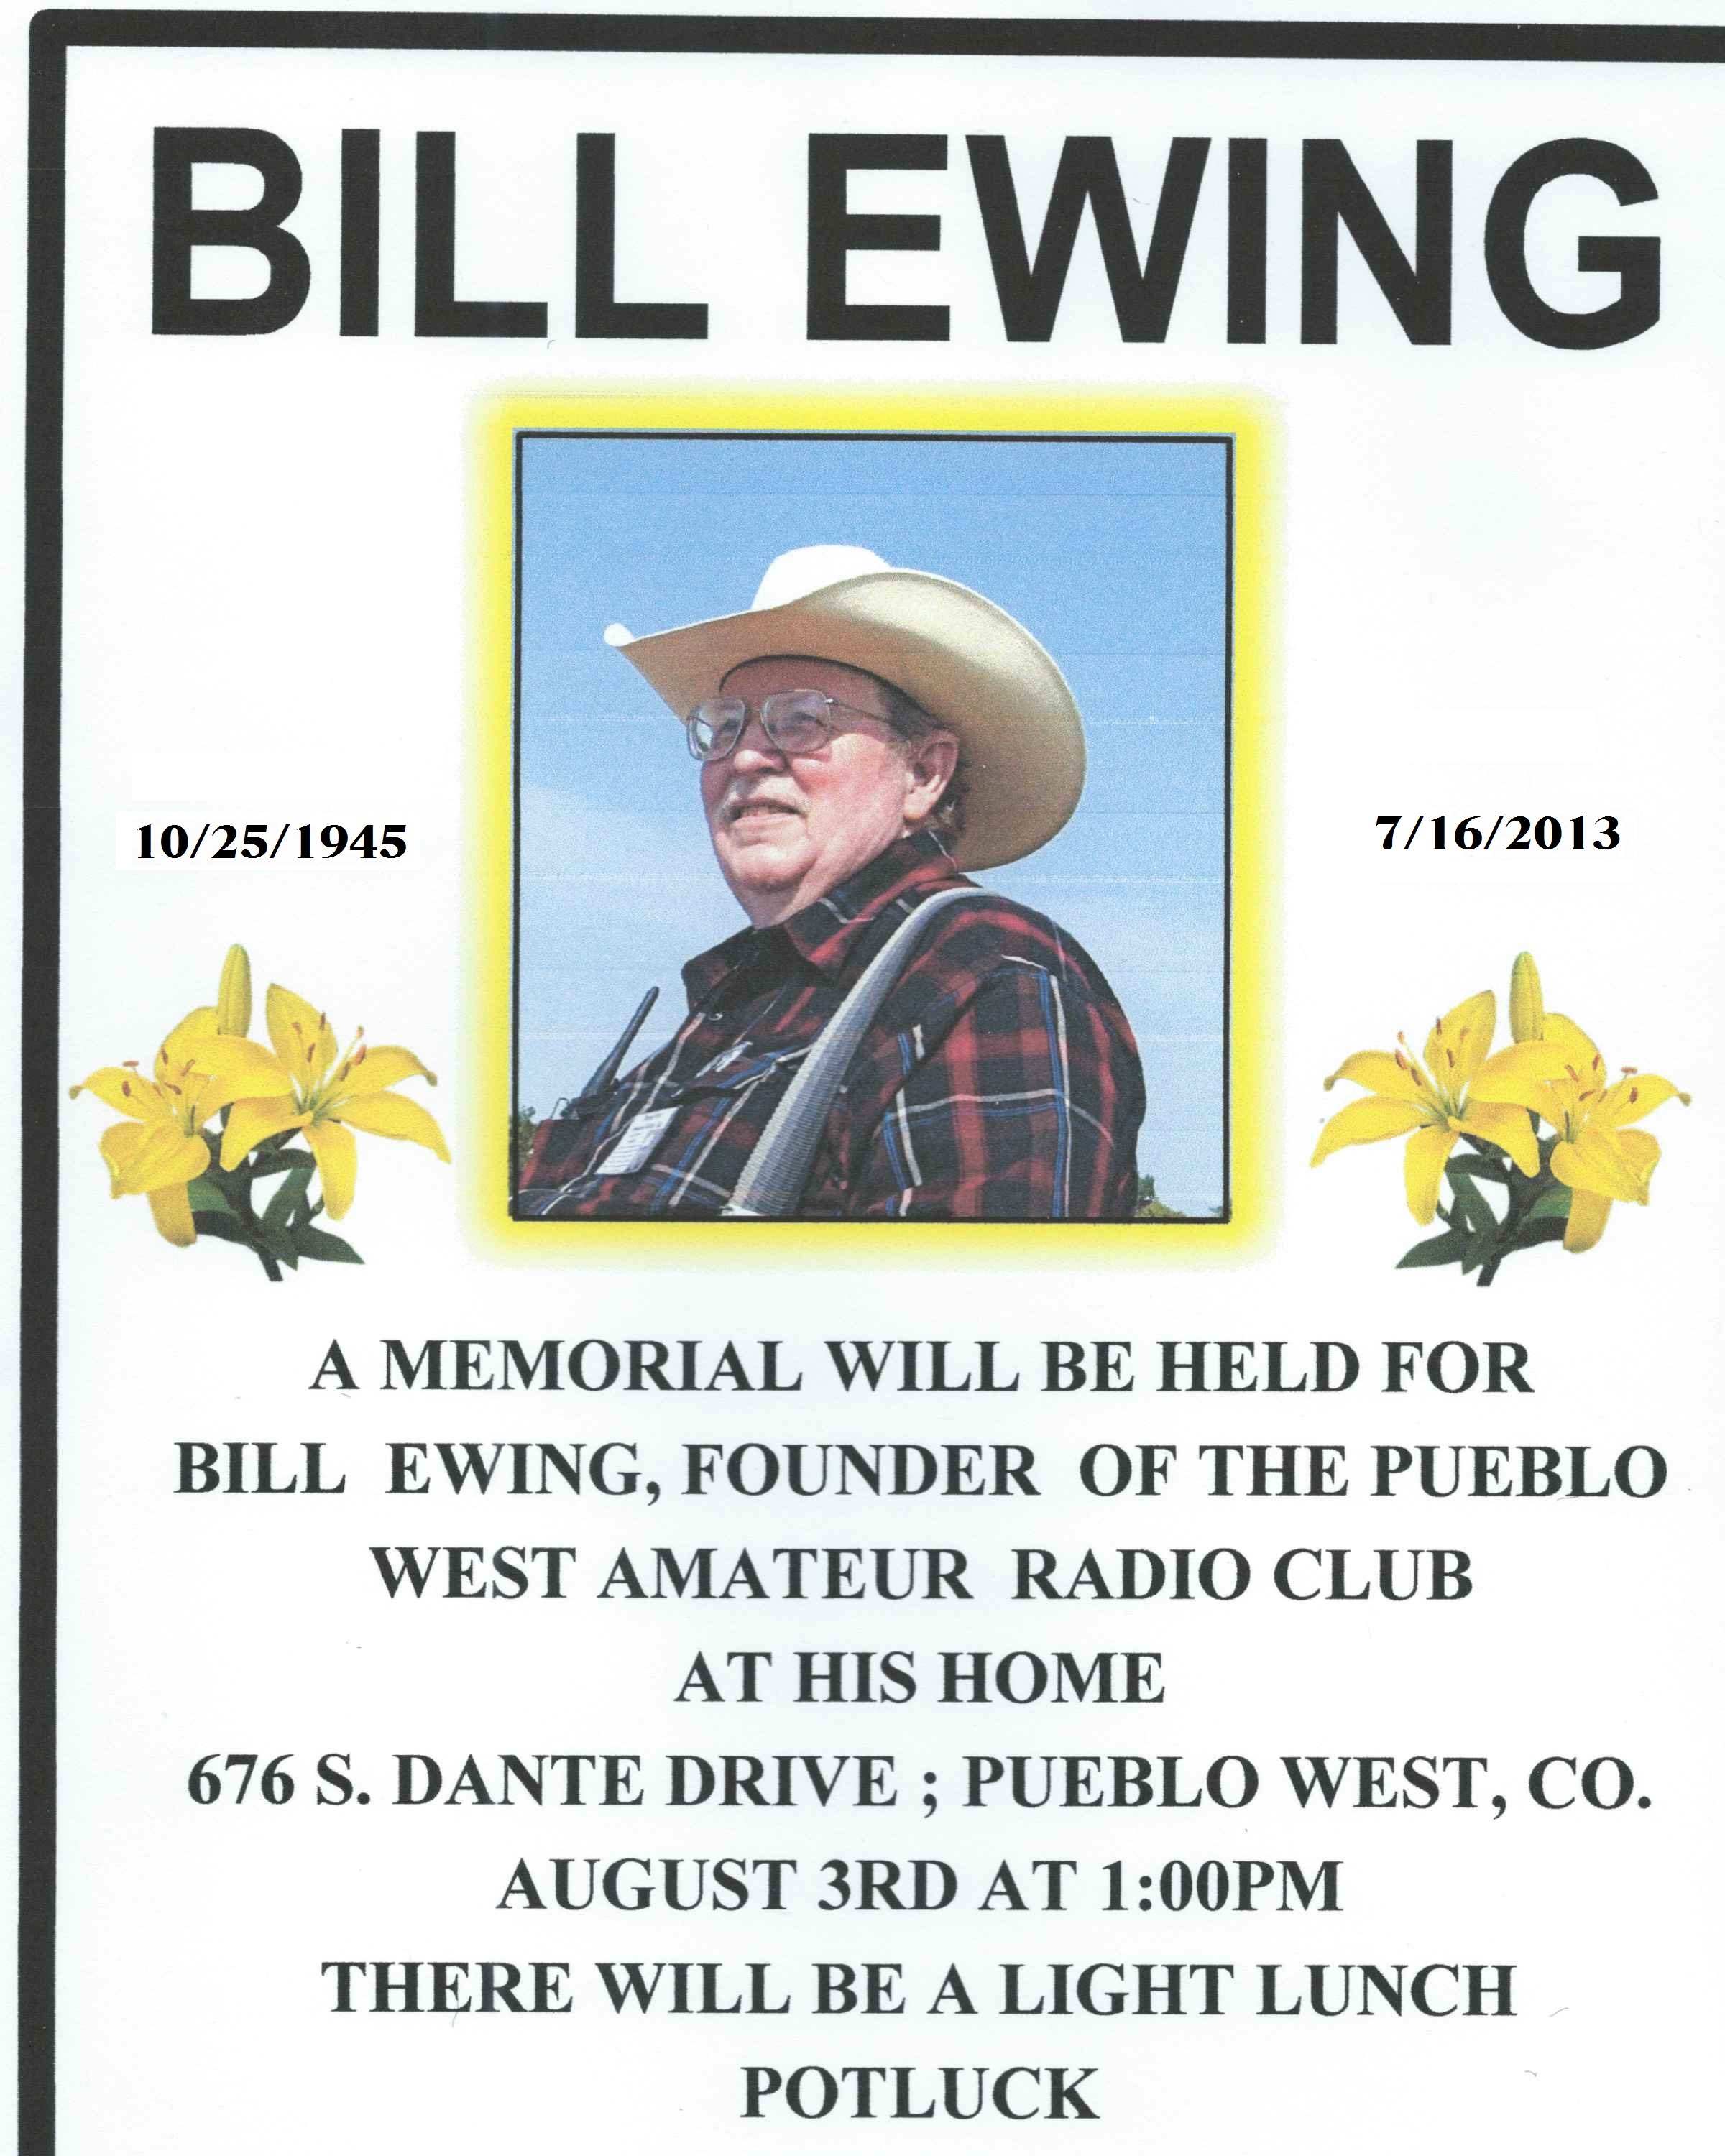 BILL EWING
10/25/1945
7/16/2013
A MEMORIAL WILL BE HELD FOR
BILL EWING, FOUNDER OF THE PUEBLO
WEST AMATEUR RADIO CLUB
AT HIS HOME
676 S. DANTE DRIVE ; PUEBLO WEST, CO.
AUGUST 3RD AT 1:00PM
THERE WILL BE A LIGHT LUNCH
POTLUCK